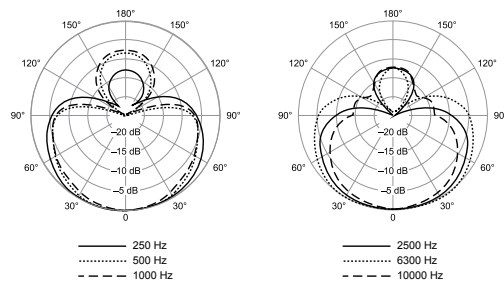 180°
150° 150°
120° 120°
90° 90°
–20 dB
–15 dB
60° 60°
–10 dB
–5 dB
30° 30°
0
250 Hz
500 Hz
1000 Hz
180°
150° 150°
120° 120°
90° 90°
–20 dB
–15 dB
60° 60°
–10 dB
–5 dB
30° 30°
0
2500 Hz
6300 Hz
10000 Hz